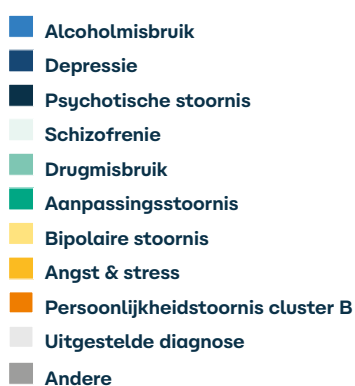 Alcoholmisbruik
Depressie
Psychotische stoornis
Schizofrenie
Drugmisbruik
Aanpassingsstoornis
Bipolaire stoornis
Angst & stress
Persoonlijkheidstoornis cluster B
Uitgestelde diagnose
Andere